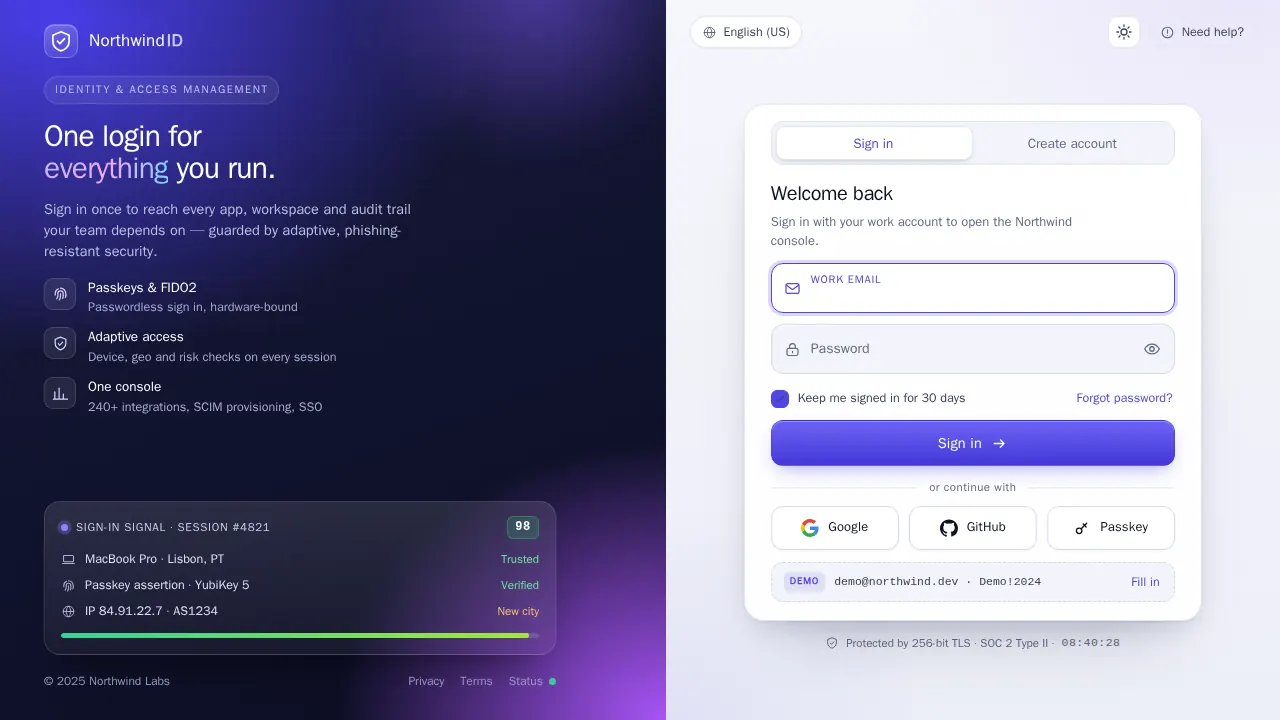 NorthwindID
IDENTITY & ACCESS MANAGEMENT
One login for
everything you run.
Sign in once to reach every app, workspace and audit trail
your team depends on — guarded by adaptive, phishing-
resistant security.
Passkeys & FIDO2
Passwordless sign in, hardware-bound
Adaptive access
Device, geo and risk checks on every session
One console
240+ integrations, SCIM provisioning, SSO
SIGN-IN SIGNAL · SESSION #4821
98
MacBook Pro · Lisbon, PT
Trusted
Passkey assertion · YubiKey 5
Verified
IP 84.91.22.7 · AS1234
New city
© 2025 Northwind Labs
Privacy
Terms
Status
English (US)
Need help?
Sign in
Create account
Welcome back
Sign in with your work account to open the Northwind
console.
WORK EMAIL
Password
Keep me signed in for 30 days
Forgot password?
Sign in
or continue with
Google
GitHub
Passkey
DEMO
demo@northwind.dev · Demo!2024
Fill in
Protected by 256-bit TLS · SOC 2 Type II · 08:40:28